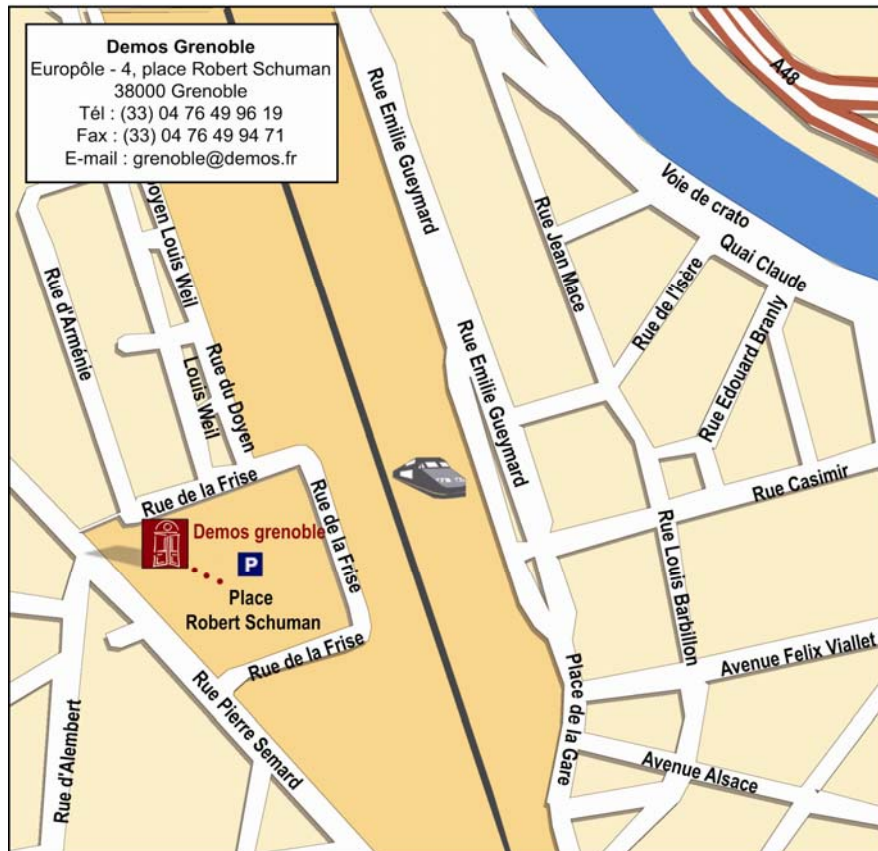 Demos Grenoble
Europôle - 4, place Robert Schuman
38000 Grenoble
Tél : (33) 04 76 49 96 19
Fax : (33) 04 76 49 94 71
E-mail : grenoble@demos.fr
A48
Rue Emilie Gueymard
Voie de crato
Quai Claude
Rue Jean Mace
Rue de l'Isère
Rue Edouard Branly
Doyen Louis Weil
Rue d'Arménie
Louis Weil
Rue du Doyen
Rue Emilie Gueymard
Rue Casimir
Rue de la Frise
Rue de la Frise
Demos grenoble
P
Place
Robert Schuman
Rue de la Frise
Rue Louis Barbillon
Avenue Felix Viallet
Place de la Gare
Avenue Alsace
Rue Pierre Semard
Rue d'Alembert